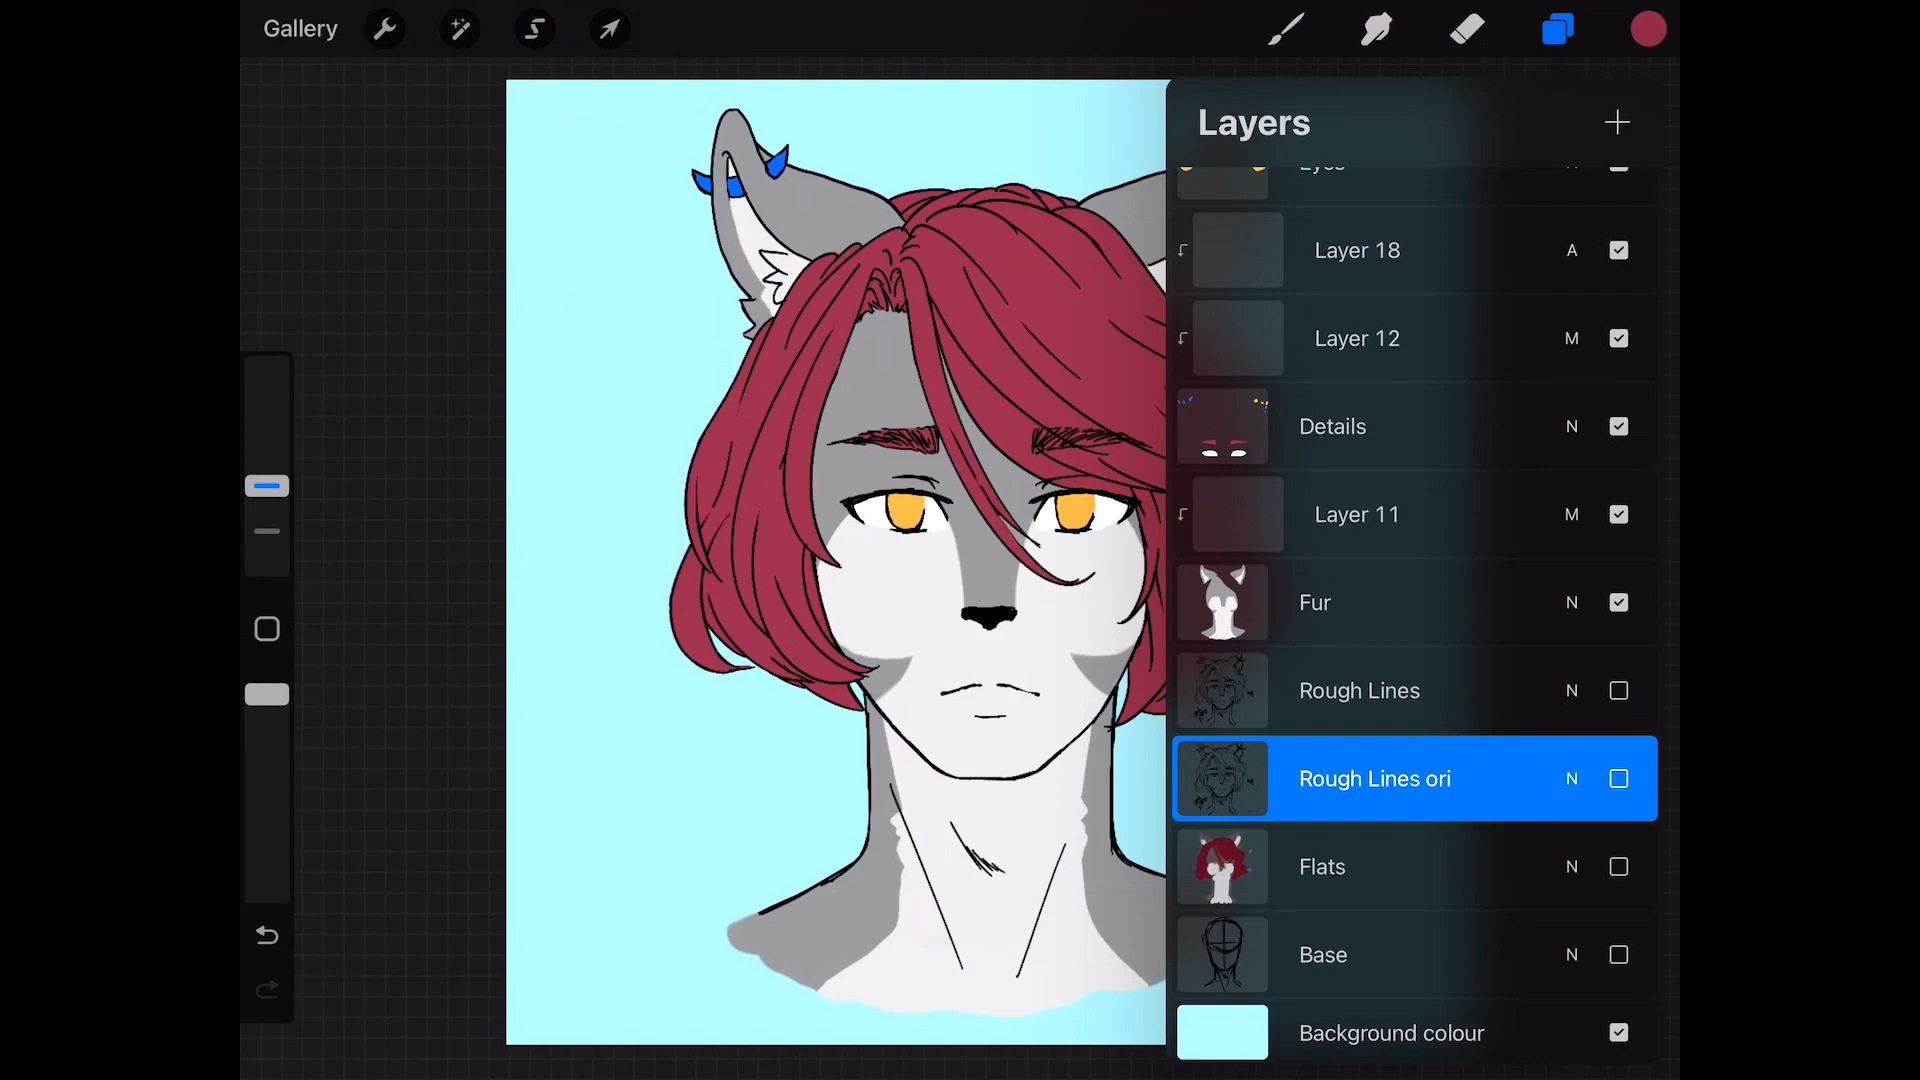 Gallery
Layers
Eyes
Layer 18 A
Layer 12 M
Details N
Layer 11 M
Fur N
Rough Lines N
Rough Lines ori N
Flats N
Base N
Background colour